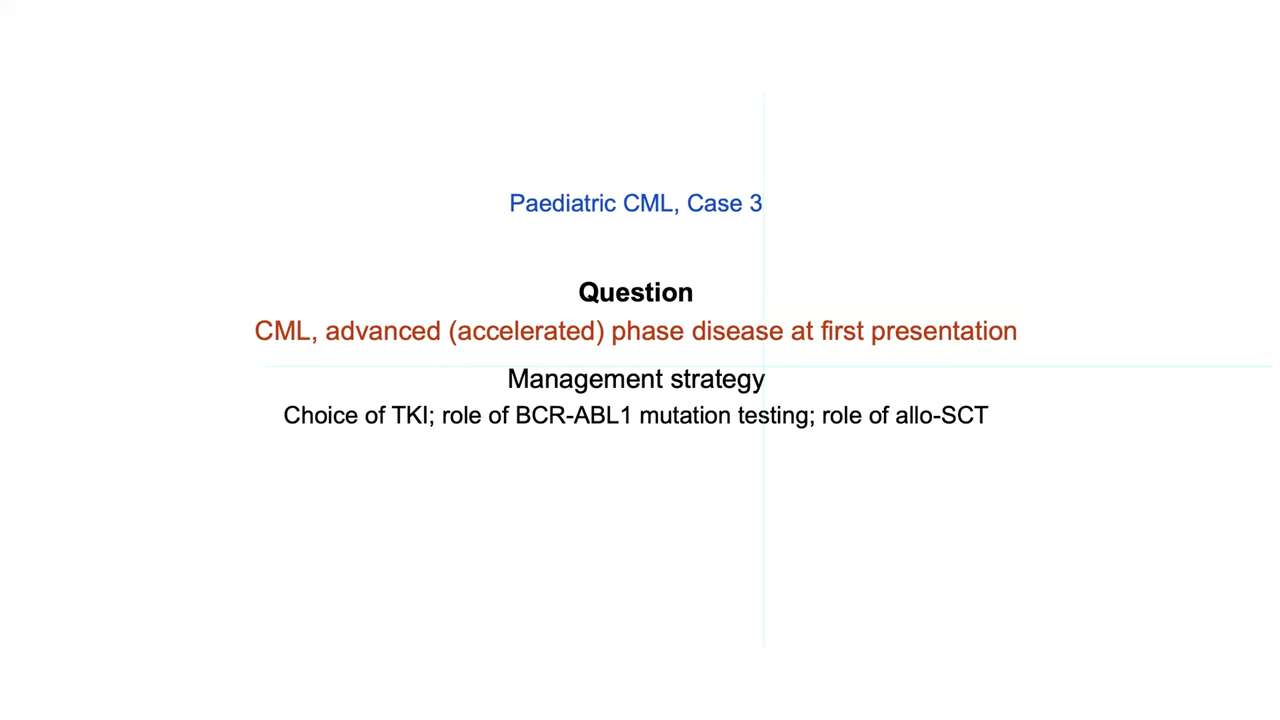 Paediatric CML, Case 3
Question
CML, advanced (accelerated) phase disease at first presentation
Management strategy
Choice of TKI; role of BCR-ABL1 mutation testing; role of allo-SCT